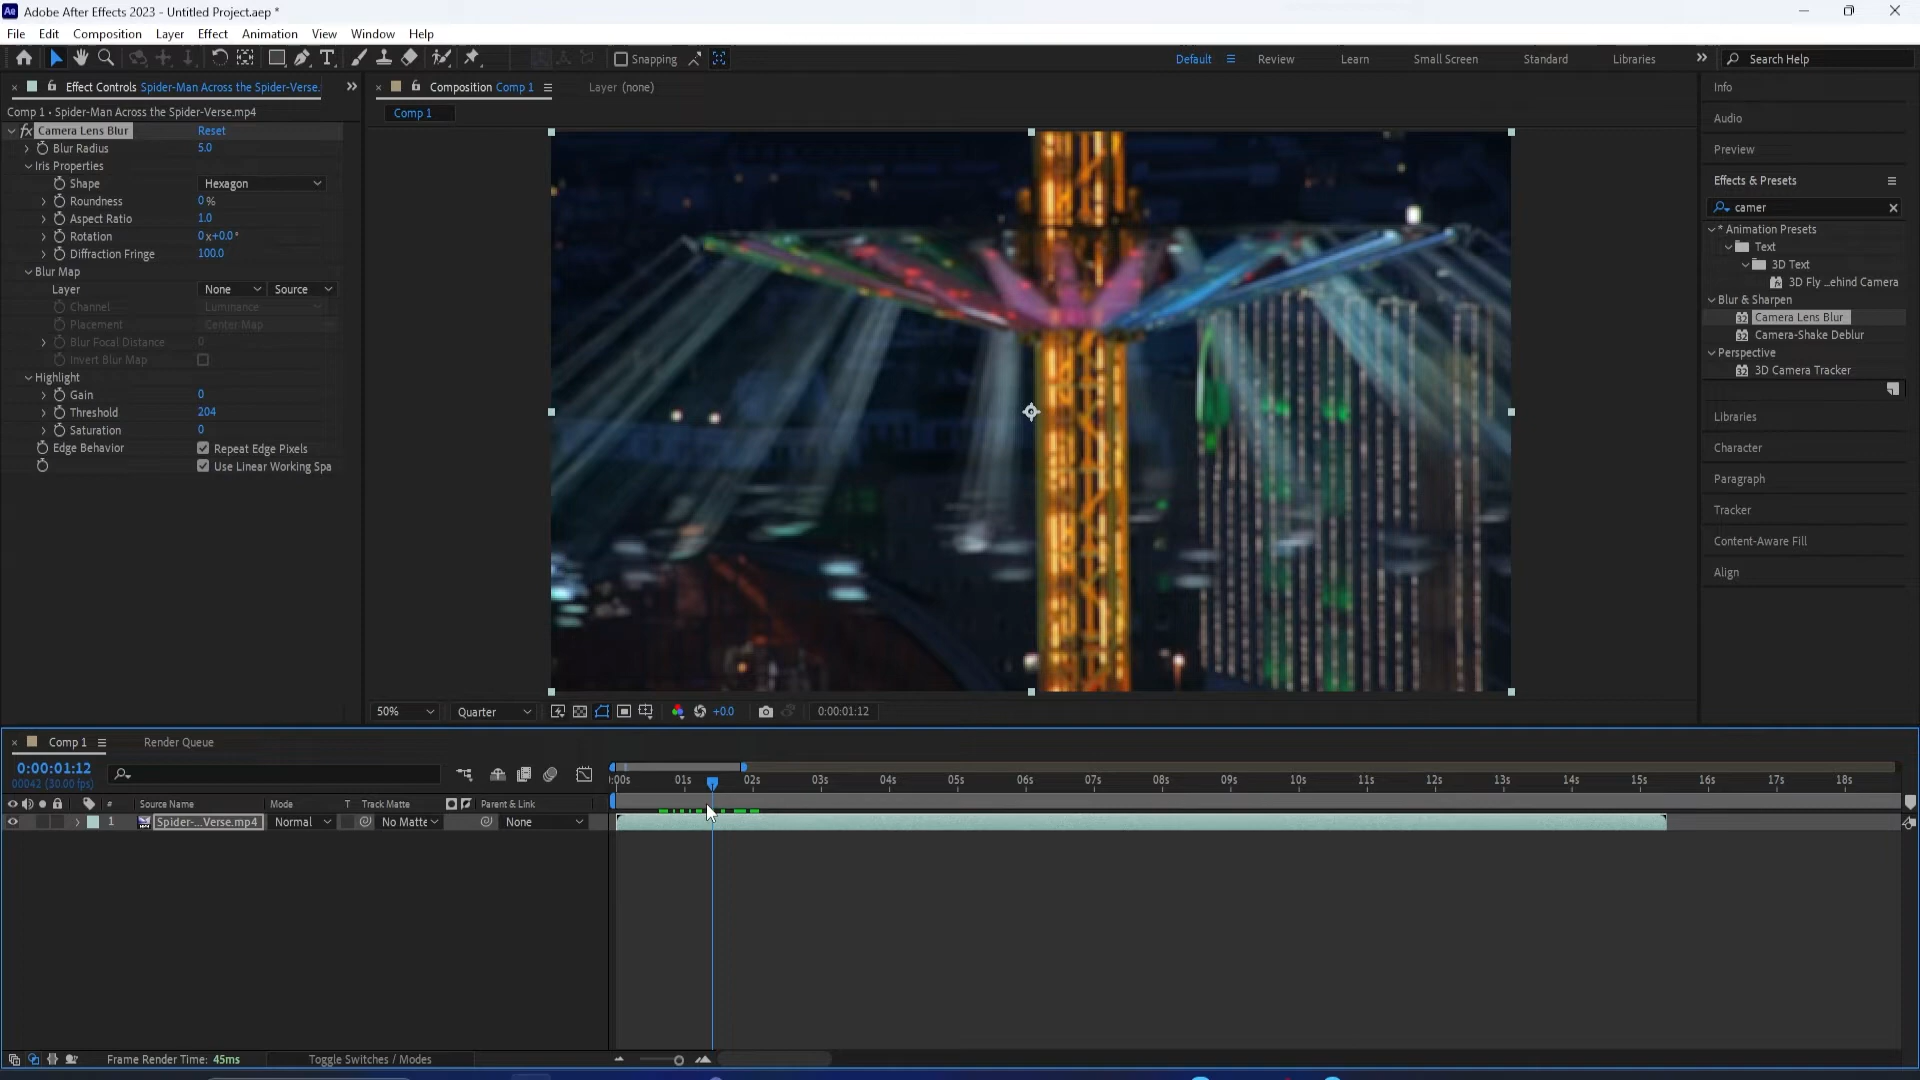 Ae Adobe After Effects 2023 - Untitled Project.aep *
File Edit Composition Layer Effect Animation View Window Help
Snapping Default Review Learn Small Screen Standard Libraries Search Help
Effect Controls Spider-Man Across the Spider-Verse.
Composition Comp 1
Layer (none)
Comp 1 • Spider-Man Across the Spider-Verse.mp4
Comp 1
fx Camera Lens Blur Reset
Blur Radius 5.0
Iris Properties
Shape Hexagon
Roundness 0%
Aspect Ratio 1.0
Rotation 0x+0.0°
Diffraction Fringe 100.0
Blur Map
Layer None Source
Channel Luminance
Placement Center Map
Blur Focal Distance 0
Invert Blur Map
Highlight
Gain 0
Threshold 204
Saturation 0
Edge Behavior Repeat Edge Pixels
Use Linear Working Spa
Info
Audio
Preview
Effects & Presets
camer
* Animation Presets
Text
3D Text
3D Fly ...ehind Camera
Blur & Sharpen
32 Camera Lens Blur
32 Camera-Shake Deblur
Perspective
32 3D Camera Tracker
Libraries
Character
Paragraph
Tracker
Content-Aware Fill
Align
50% Quarter +0.0 0:00:01:12
Comp 1 Render Queue
0:00:01:12
00042 (30.00 fps)
:00s 01s 02s 03s 04s 05s 06s 07s 08s 09s 10s 11s 12s 13s 14s 15s 16s 17s 18s
# Source Name Mode T Track Matte Parent & Link
1 Spider-...Verse.mp4 Normal No Matte None
Frame Render Time: 45ms Toggle Switches / Modes